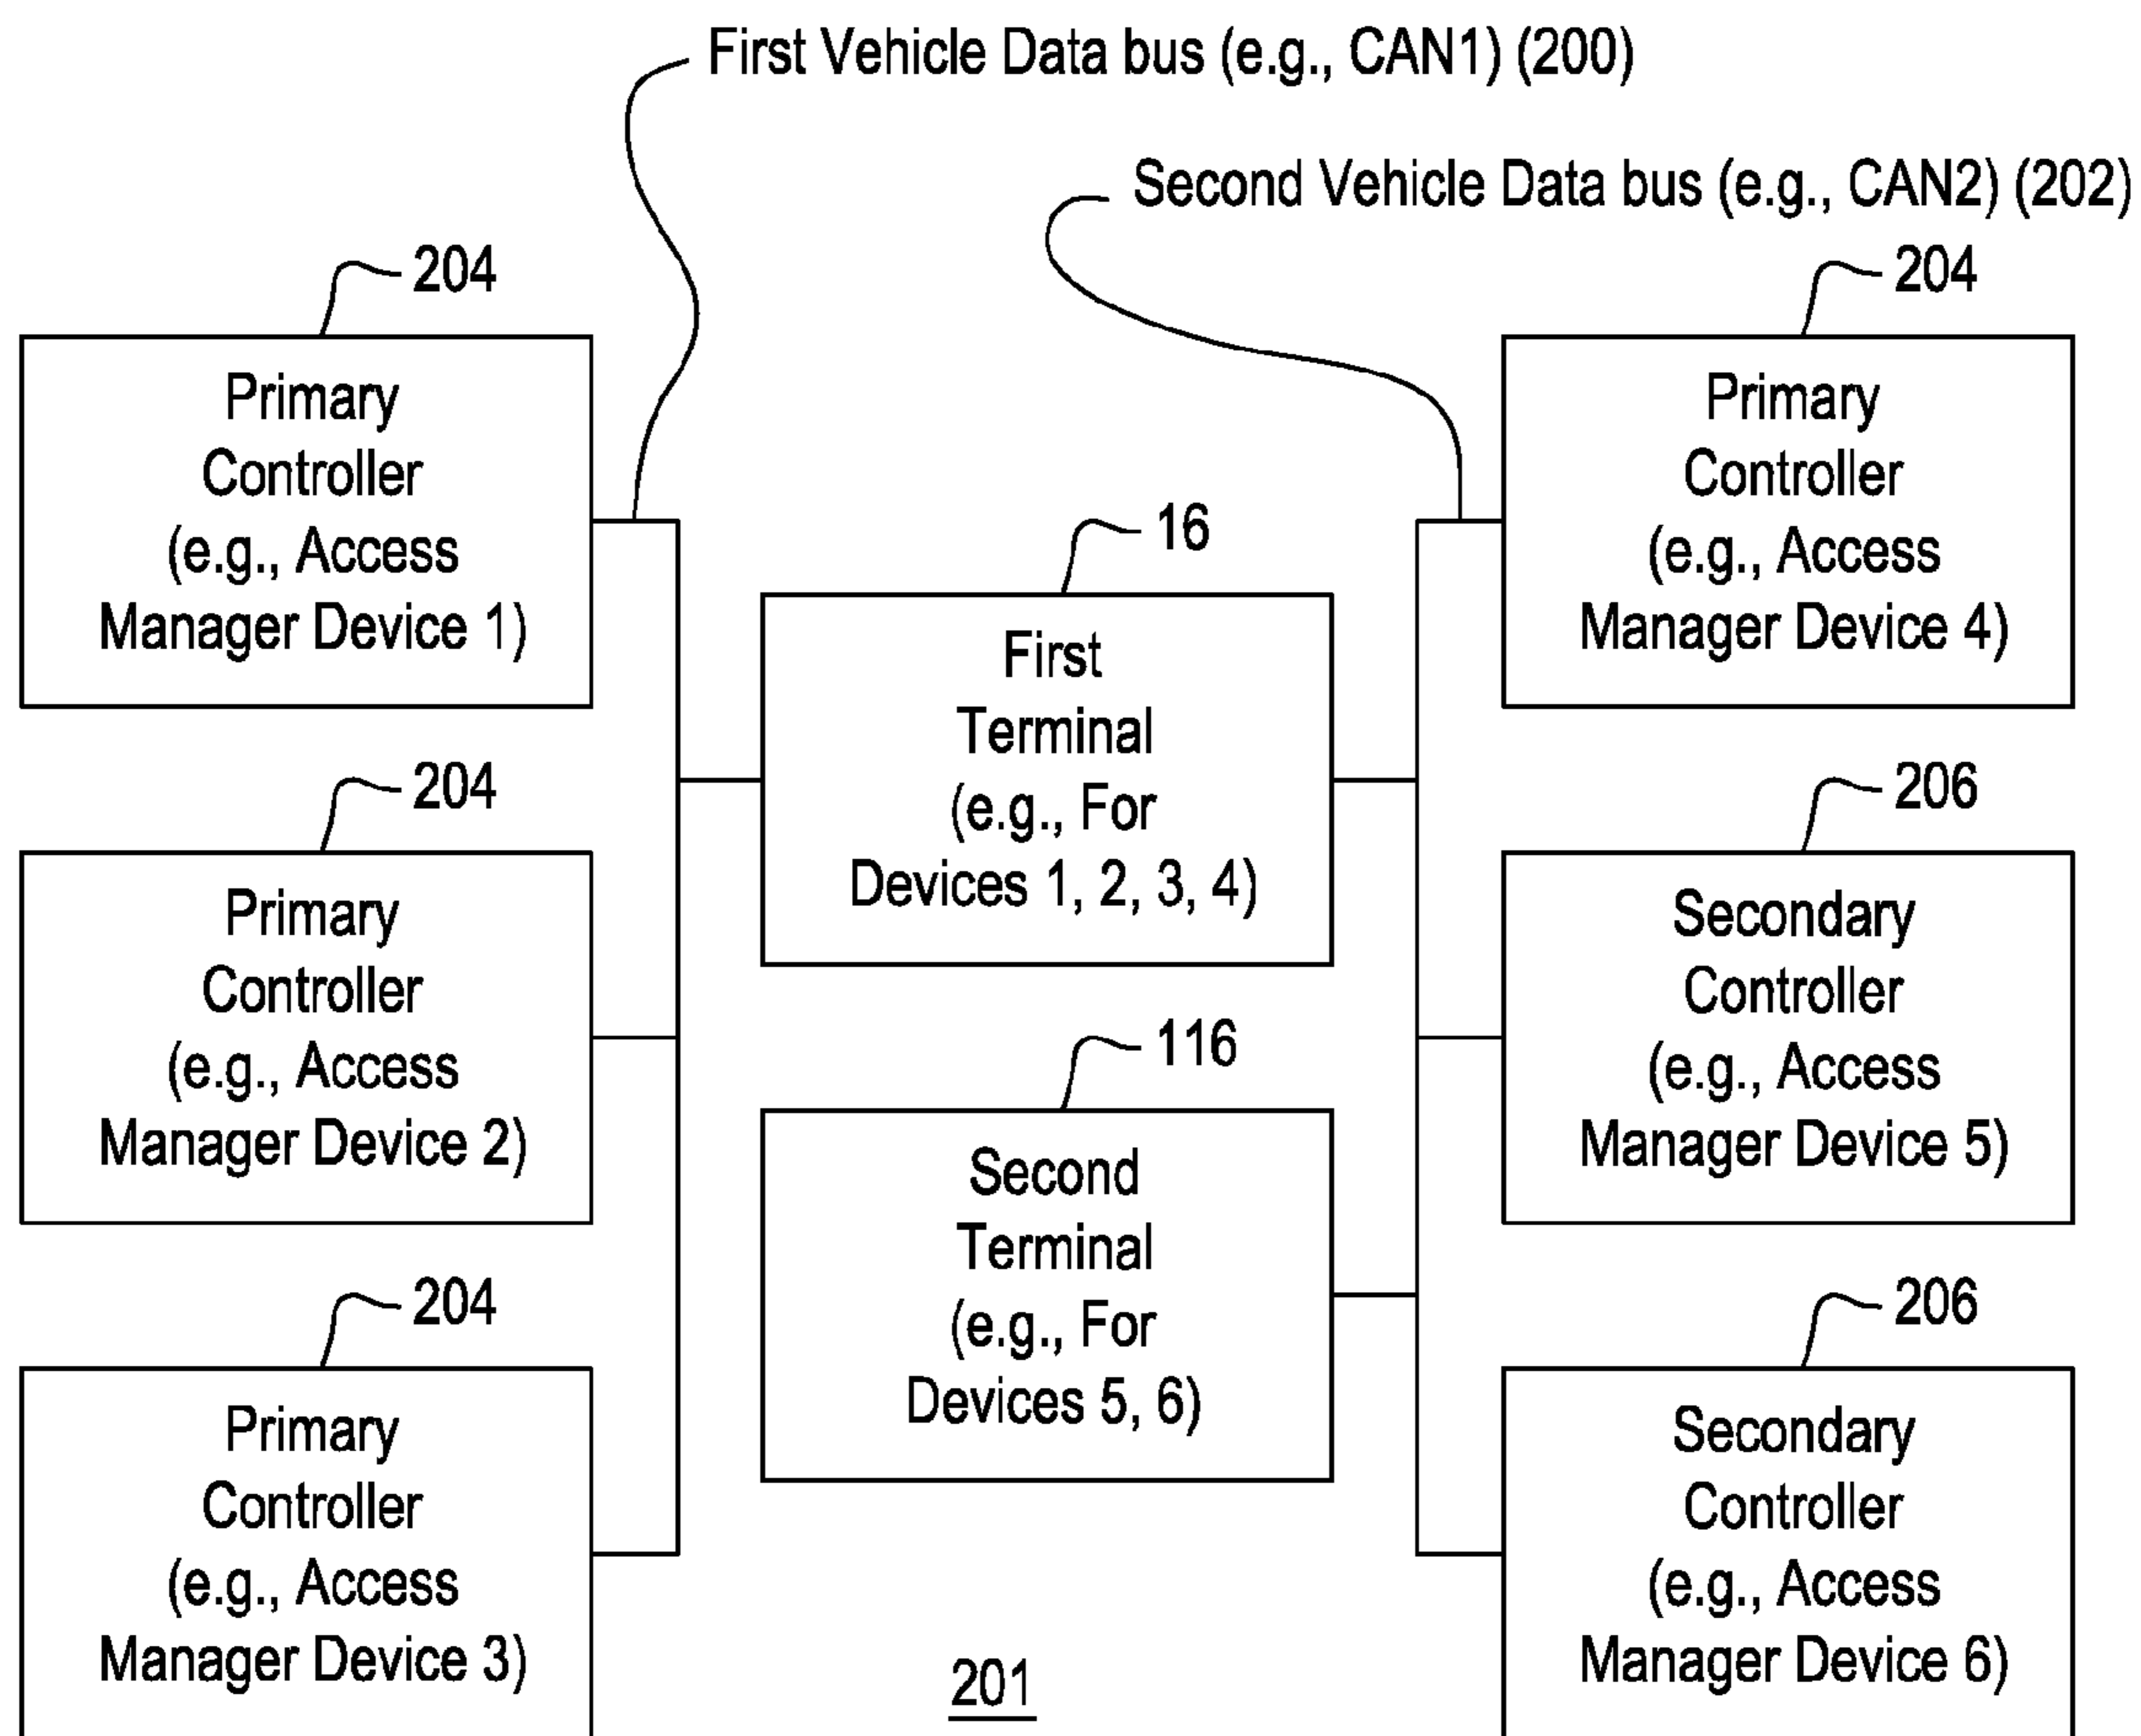 First Vehicle Data bus (e.g., CAN1) (200)
Second Vehicle Data bus (e.g., CAN2) (202)
204
Primary
Controller
(e.g., Access
Manager Device 1)
204
Primary
Controller
(e.g., Access
Manager Device 2)
204
Primary
Controller
(e.g., Access
Manager Device 3)
16
First
Terminal
(e.g., For
Devices 1, 2, 3, 4)
116
Second
Terminal
(e.g., For
Devices 5, 6)
201
204
Primary
Controller
(e.g., Access
Manager Device 4)
206
Secondary
Controller
(e.g., Access
Manager Device 5)
206
Secondary
Controller
(e.g., Access
Manager Device 6)